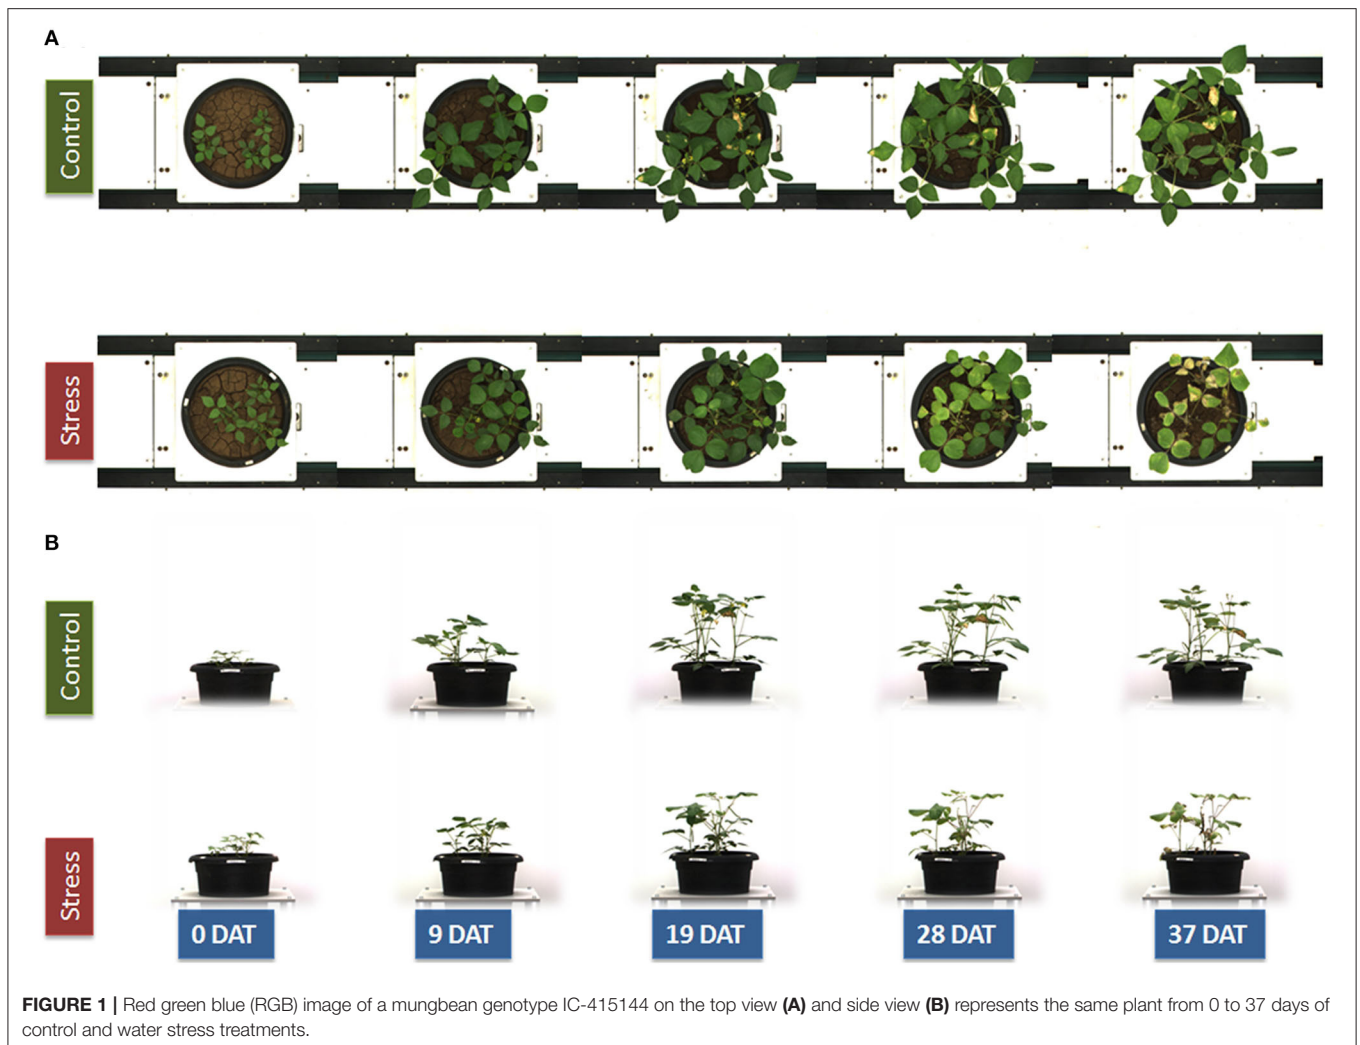 A
Control
Stress
B
Control
Stress
0 DAT
9 DAT
19 DAT
28 DAT
37 DAT
FIGURE 1 | Red green blue (RGB) image of a mungbean genotype IC-415144 on the top view (A) and side view (B) represents the same plant from 0 to 37 days of
control and water stress treatments.